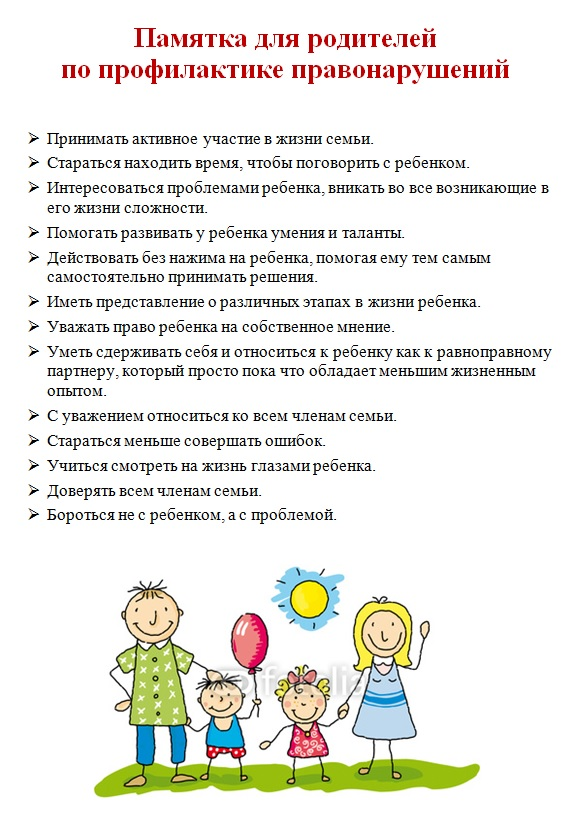 Памятка для родителей
по профилактике правонарушений
Принимать активное участие в жизни семьи.
Стараться находить время, чтобы поговорить с ребенком.
Интересоваться проблемами ребенка, вникать во все возникающие в
его жизни сложности.
Помогать развивать у ребенка умения и таланты.
Действовать без нажима на ребенка, помогая ему тем самым
самостоятельно принимать решения.
Иметь представление о различных этапах в жизни ребенка.
Уважать право ребенка на собственное мнение.
Уметь сдерживать себя и относиться к ребенку как к равноправному
партнеру, который просто пока что обладает меньшим жизненным
опытом.
С уважением относиться ко всем членам семьи.
Стараться меньше совершать ошибок.
Учиться смотреть на жизнь глазами ребенка.
Доверять всем членам семьи.
Бороться не с ребенком, а с проблемой.